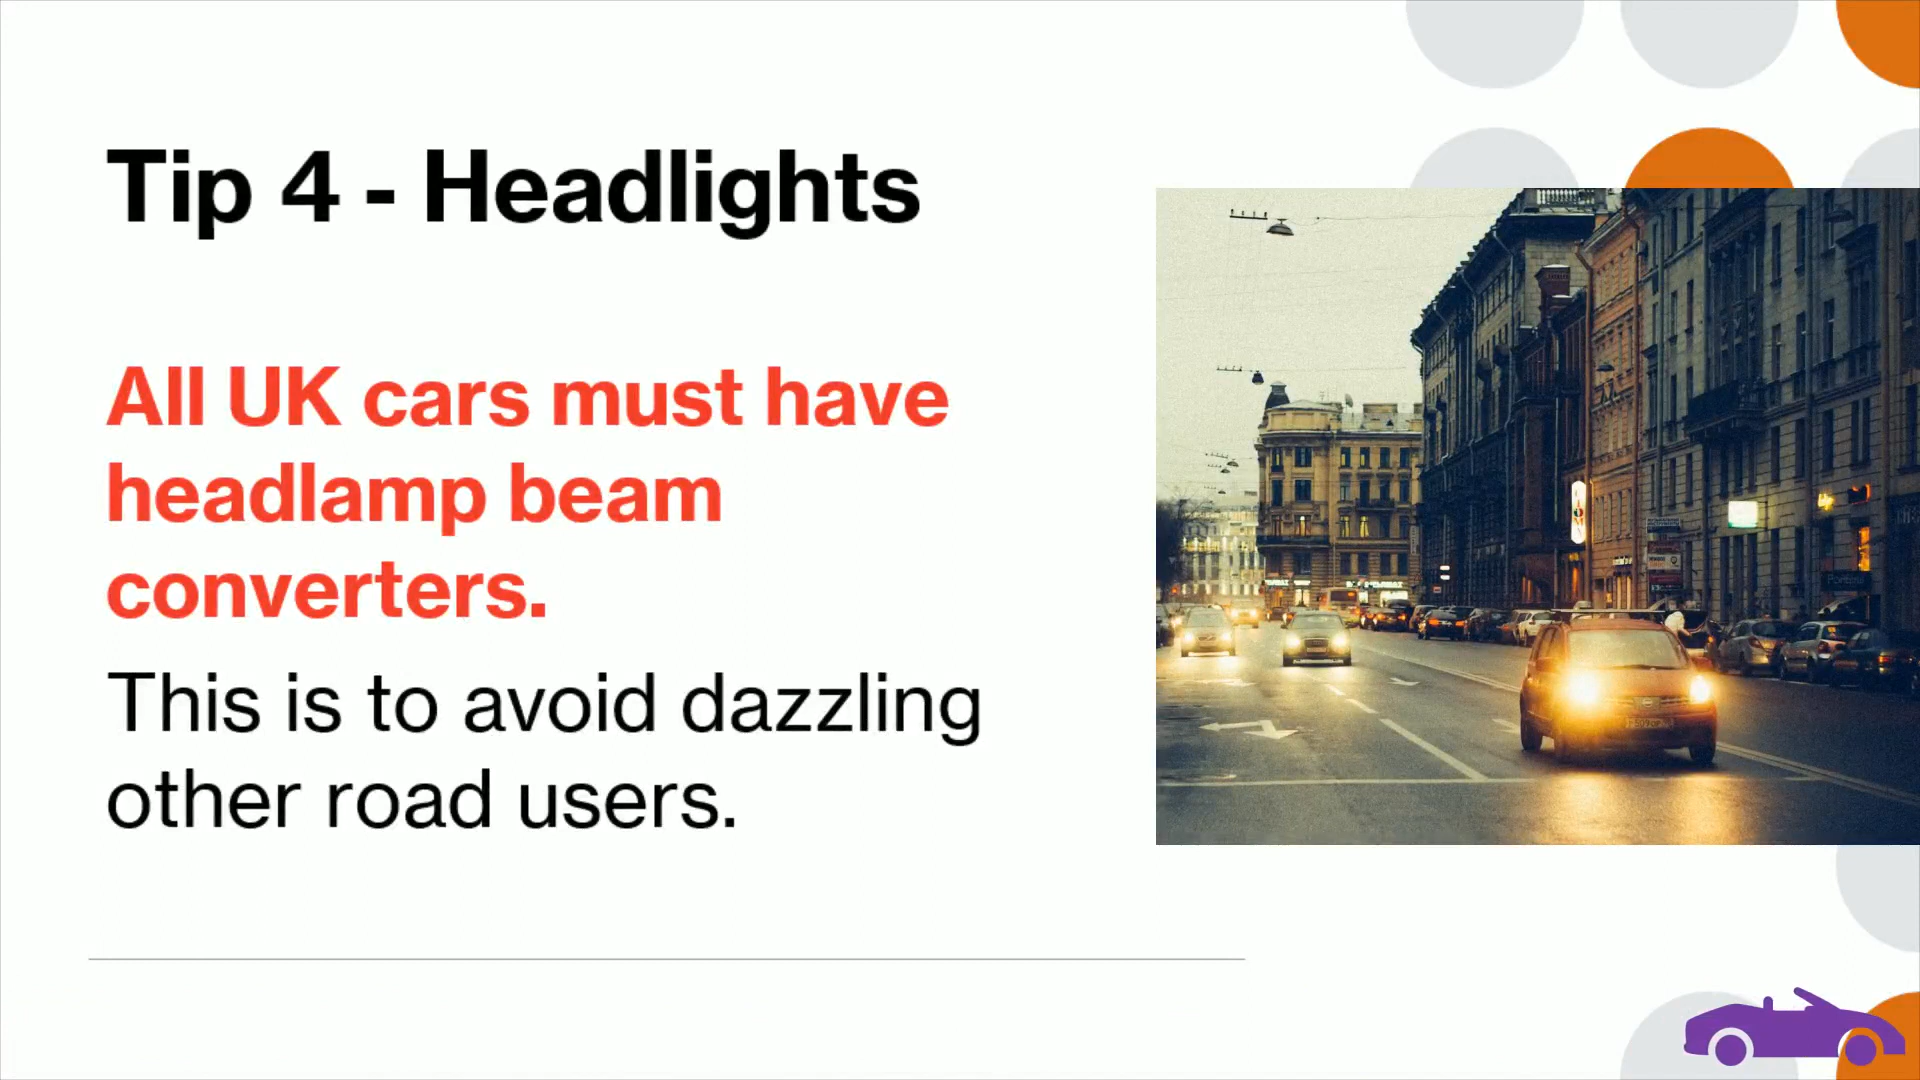 Tip 4 - Headlights
All UK cars must have
headlamp beam
converters.
This is to avoid dazzling
other road users.